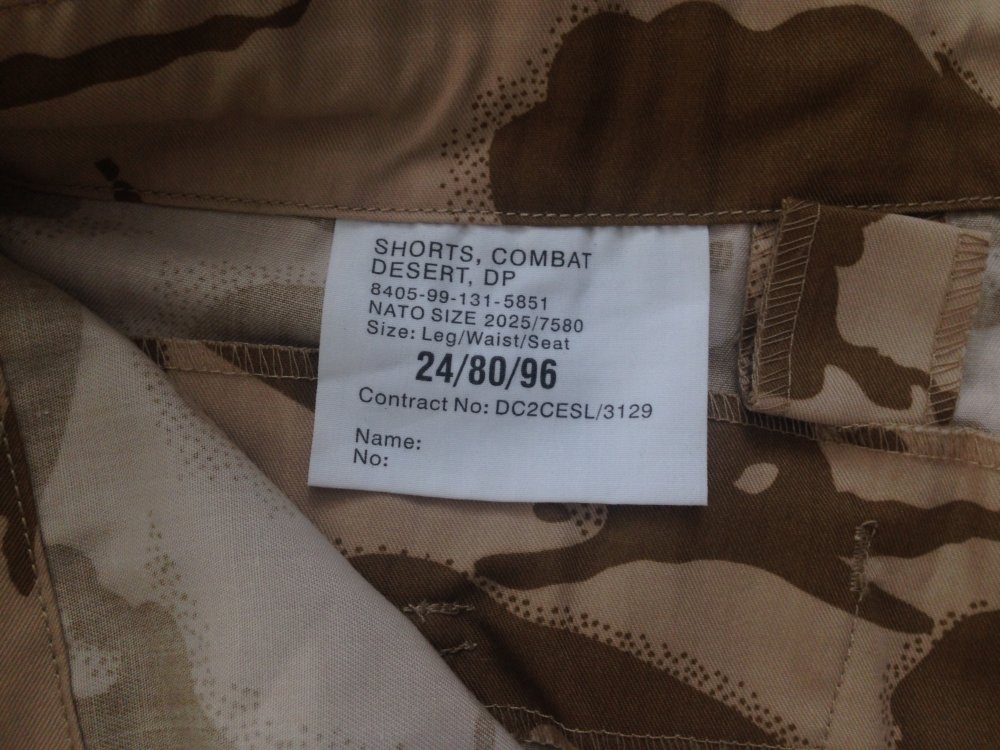 SHORTS, COMBAT
DESERT, DP
8405-99-131-5851
NATO SIZE 2025/7580
Size: Leg/Waist/Seat
24/80/96
Contract No: DC2CESL/3129
Name:
No: